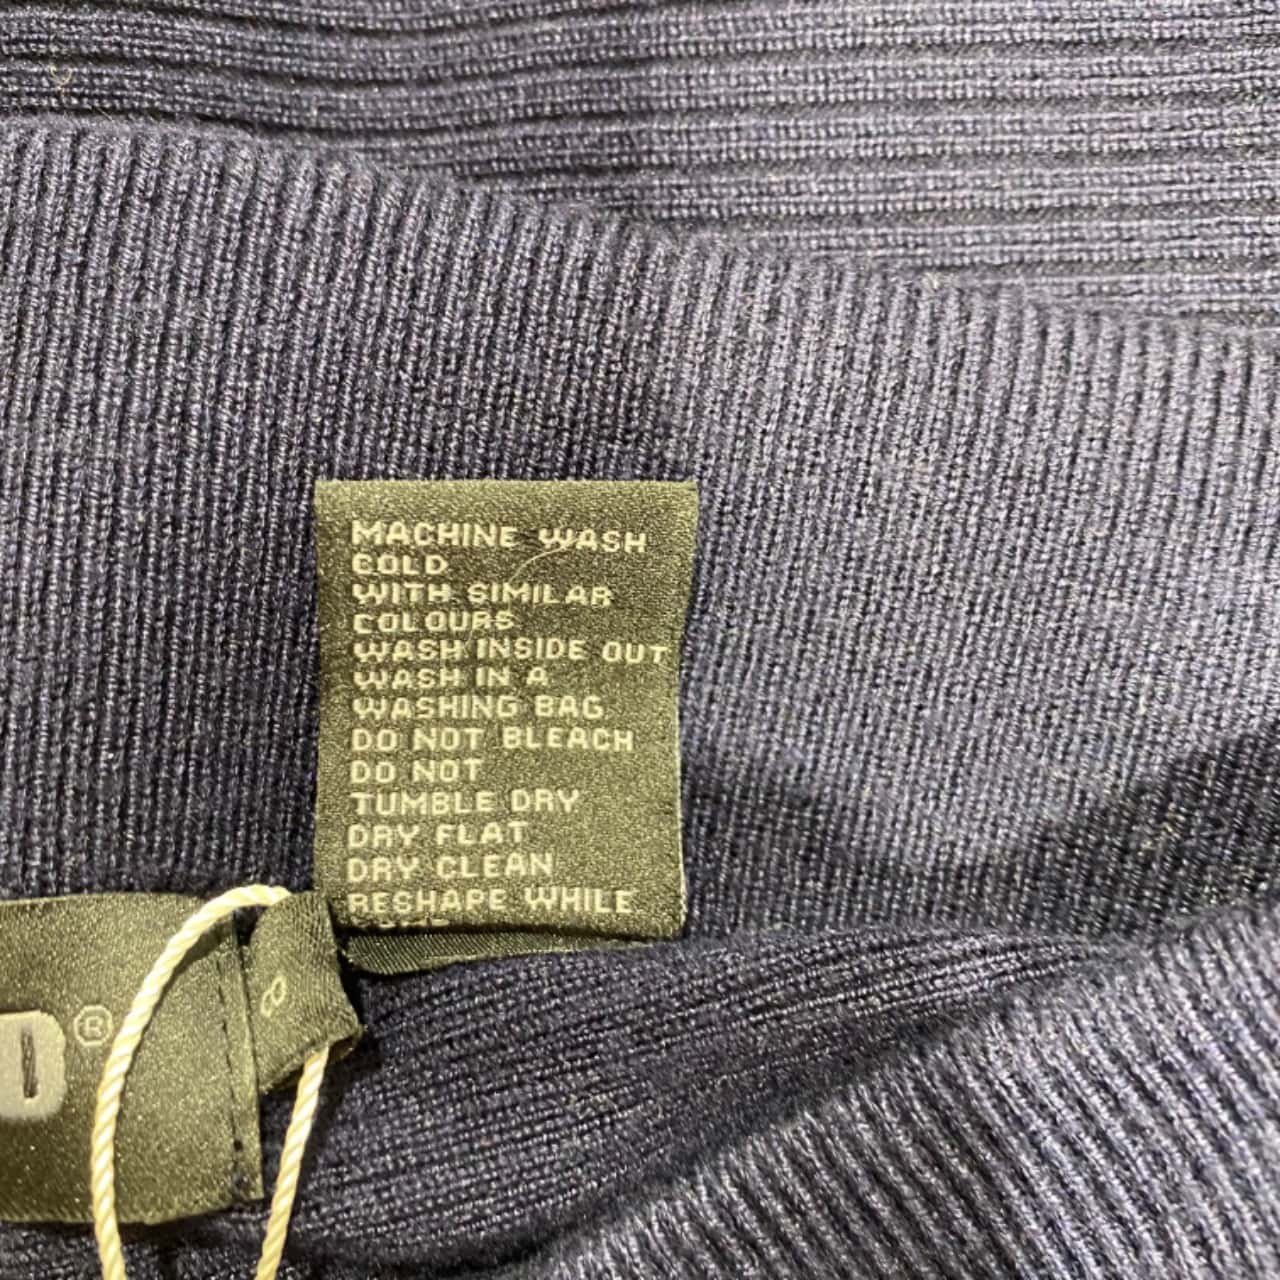 MACHINE WASH
COLD
WITH SIMILAR
COLOURS
WASH INSIDE OUT
WASH IN A
WASHING BAG
DO NOT BLEACH
DO NOT
TUMBLE DRY
DRY FLAT
DRY CLEAN
RESHAPE WHILE
8
®